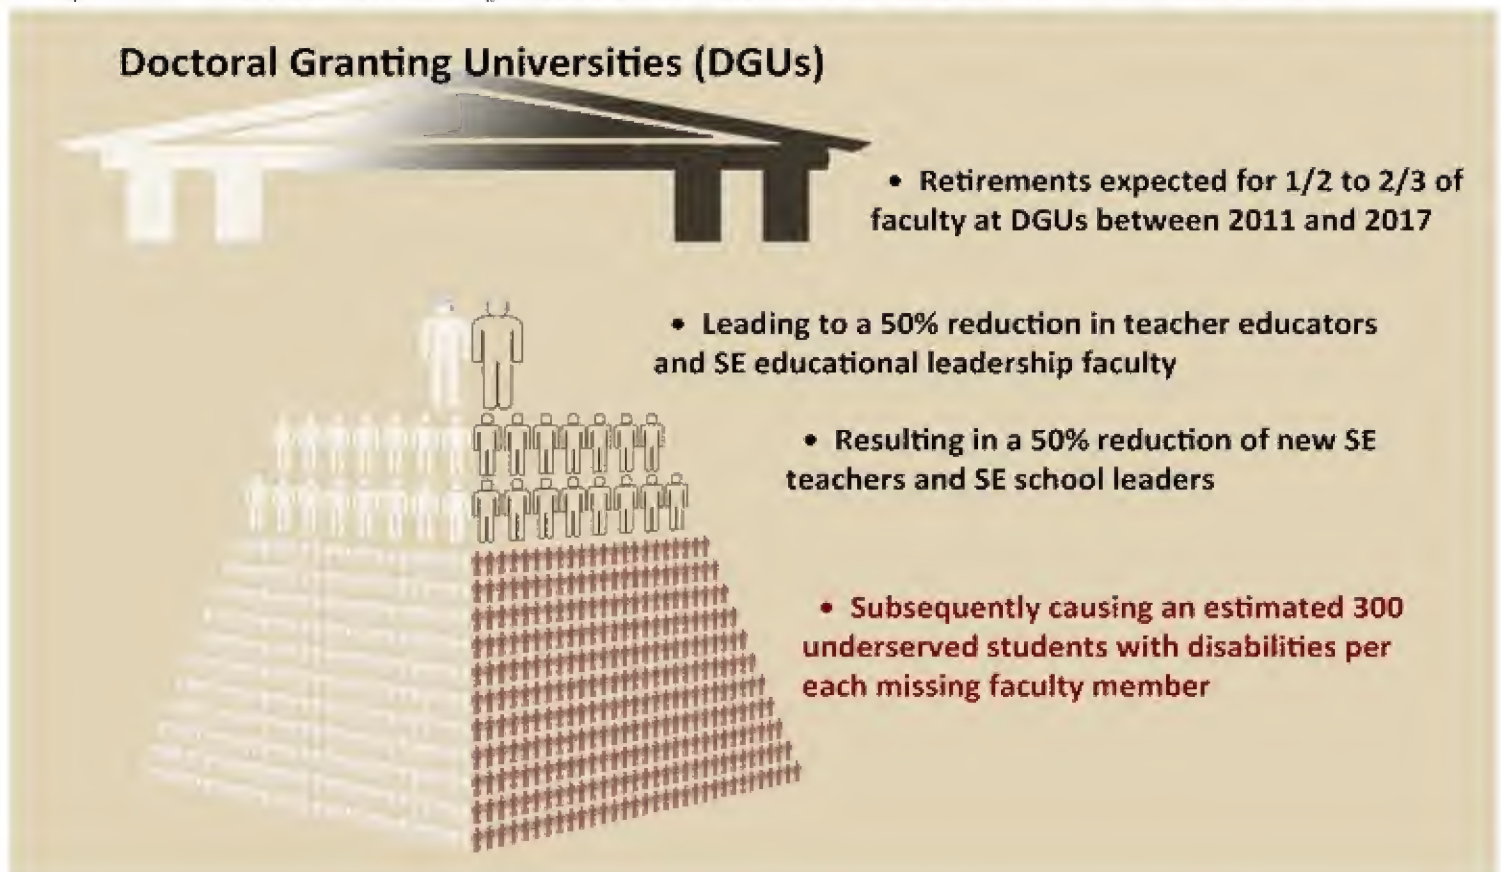 Doctoral Granting Universities (DGUs)
• Retirements expected for 1/2 to 2/3 of
faculty at DGUs between 2011 and 2017
• Leading to a 50% reduction in teacher educators
and SE educational leadership faculty
• Resulting in a 50% reduction of new SE
teachers and SE school leaders
• Subsequently causing an estimated 300
underserved students with disabilities per
each missing faculty member